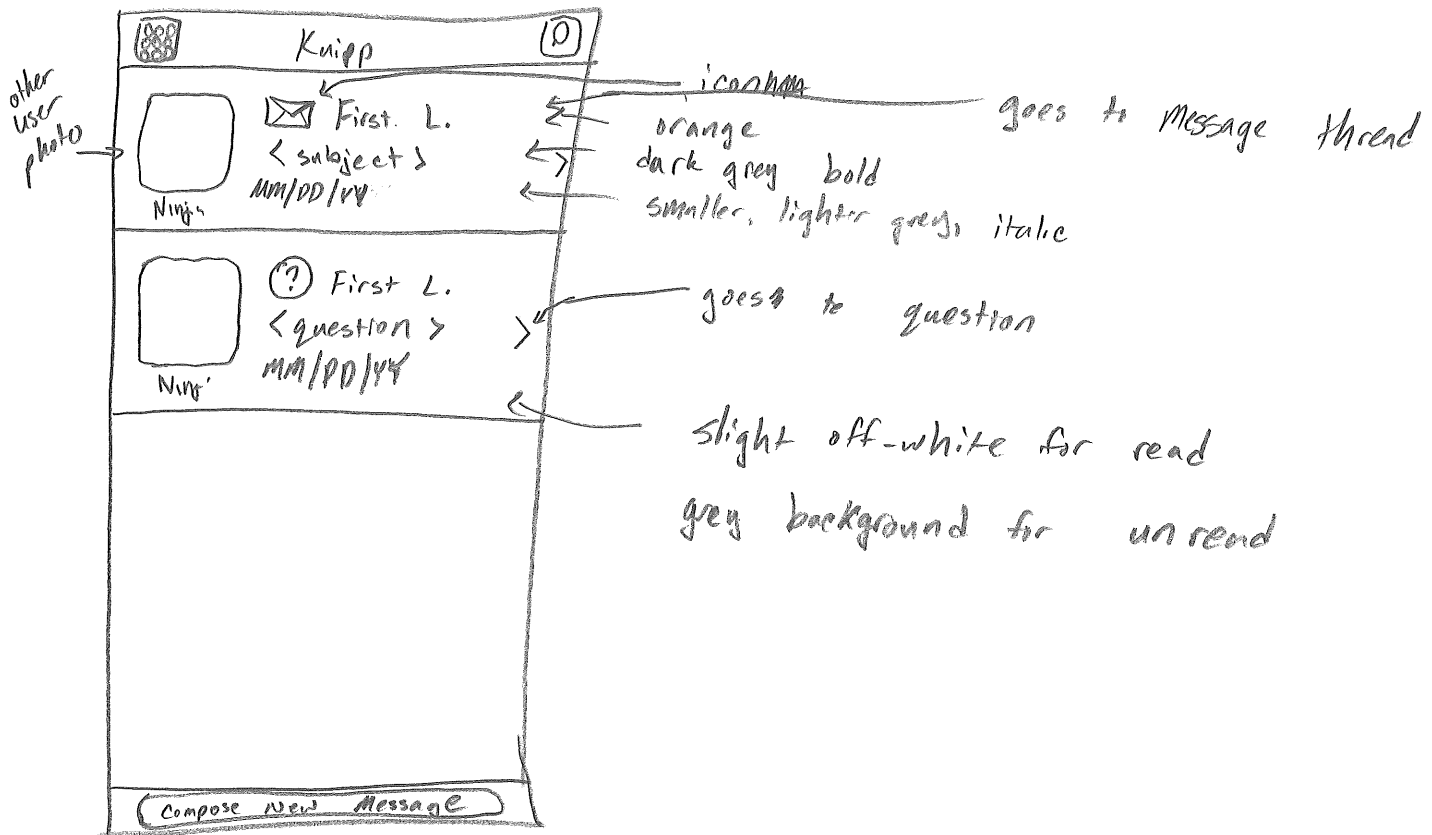 Knipp
other
user
photo
First. L.
<subject>
MM/DD/YY
Ninja
icon
orange
dark grey bold
smaller, lighter grey, italic
goes to message thread
? First L.
<question>
MM/DD/YY
goes to question
slight off-white for read
grey background for unread
Compose New Message